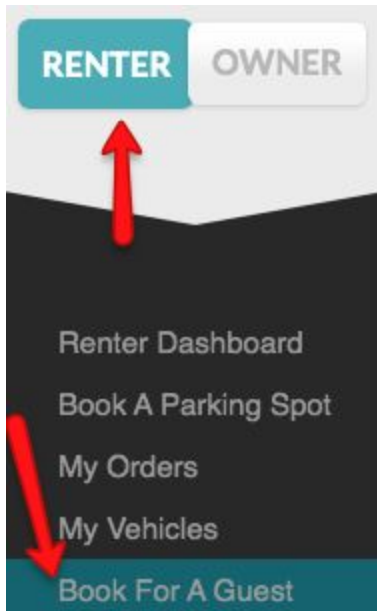 RENTER OWNER
Renter Dashboard
Book A Parking Spot
My Orders
My Vehicles
Book For A Guest